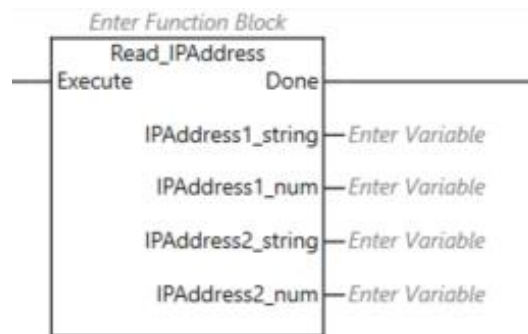 Enter Function Block
Read_IPAddress
Execute Done
IPAddress1_string Enter Variable
IPAddress1_num Enter Variable
IPAddress2_string Enter Variable
IPAddress2_num Enter Variable